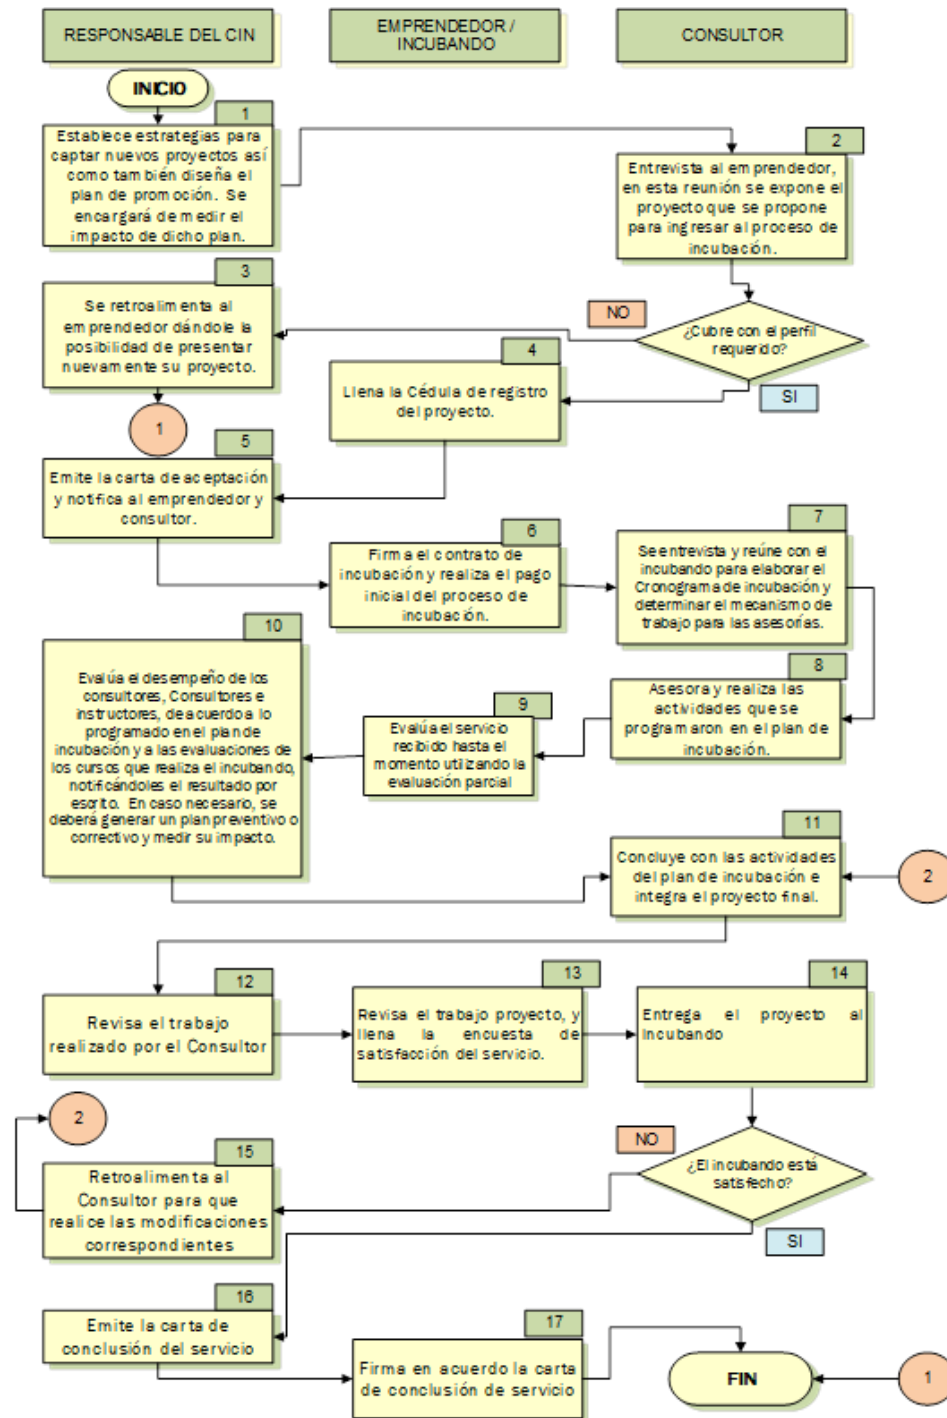 RESPONSABLE DEL CIN
EMPRENDEDOR /
INCUBANDO
CONSULTOR
INICIO
1
Establece estrategias para
captar nuevos proyectos así
como también diseña el
plan de promoción. Se
encargará de medir el
impacto de dicho plan.
2
Entrevista al emprendedor,
en esta reunión se expone el
proyecto que se propone
para ingresar al proceso de
incubación.
3
Se retroalimenta al
emprendedor dándole la
posibilidad de presentar
nuevamente su proyecto.
NO
¿Cubre con el perfil
requerido?
SI
4
Llena la Cédula de registro
del proyecto.
1
5
Emite la carta de aceptación
y notifica al emprendedor y
consultor.
6
Firma el contrato de
incubación y realiza el pago
inicial del proceso de
incubación.
7
Se entrevista y reúne con el
incubando para elaborar el
Cronograma de incubación y
determinar el mecanismo de
trabajo para las asesorías.
8
Asesora y realiza las
actividades que se
programaron en el plan de
incubación.
9
Evalúa el servicio
recibido hasta el
momento utilizando la
evaluación parcial
10
Evalúa el desempeño de los
consultores, Consultores e
instructores, de acuerdo a lo
programado en el plan de
incubación y a las evaluaciones de
los cursos que realiza el incubando,
notificándoles el resultado por
escrito. En caso necesario, se
deberá generar un plan preventivo o
correctivo y medir su impacto.
11
Concluye con las actividades
del plan de incubación e
integra el proyecto final.
2
12
Revisa el trabajo
realizado por el Consultor
13
Revisa el trabajo proyecto, y
llena la encuesta de
satisfacción del servicio.
14
Entrega el proyecto al
Incubando
2
NO
¿El incubando está
satisfecho?
SI
15
Retroalimenta al
Consultor para que
realice las modificaciones
correspondientes
16
Emite la carta de
conclusión del servicio
17
Firma en acuerdo la carta
de conclusión de servicio
FIN
1